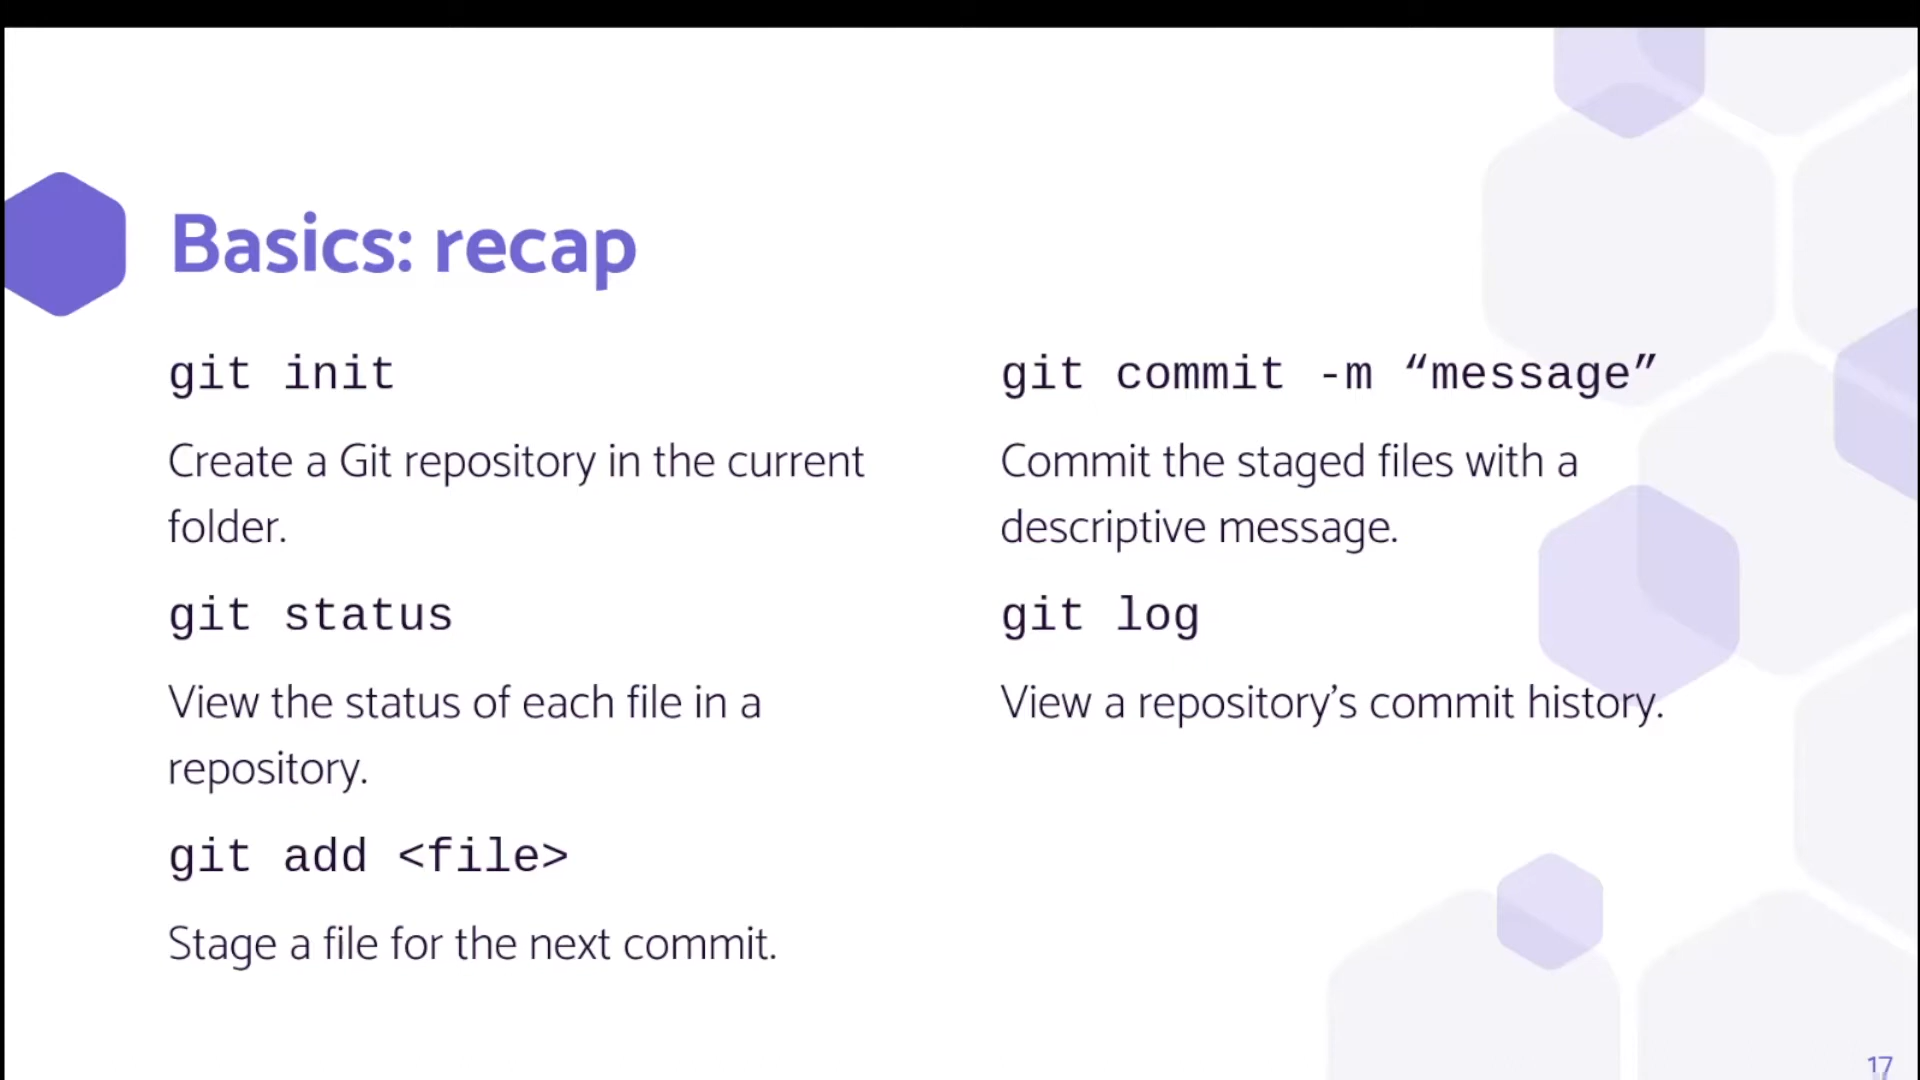 Basics: recap
git init
Create a Git repository in the current
folder.
git status
View the status of each file in a
repository.
git add <file>
Stage a file for the next commit.
git commit -m “message”
Commit the staged files with a
descriptive message.
git log
View a repository’s commit history.
17